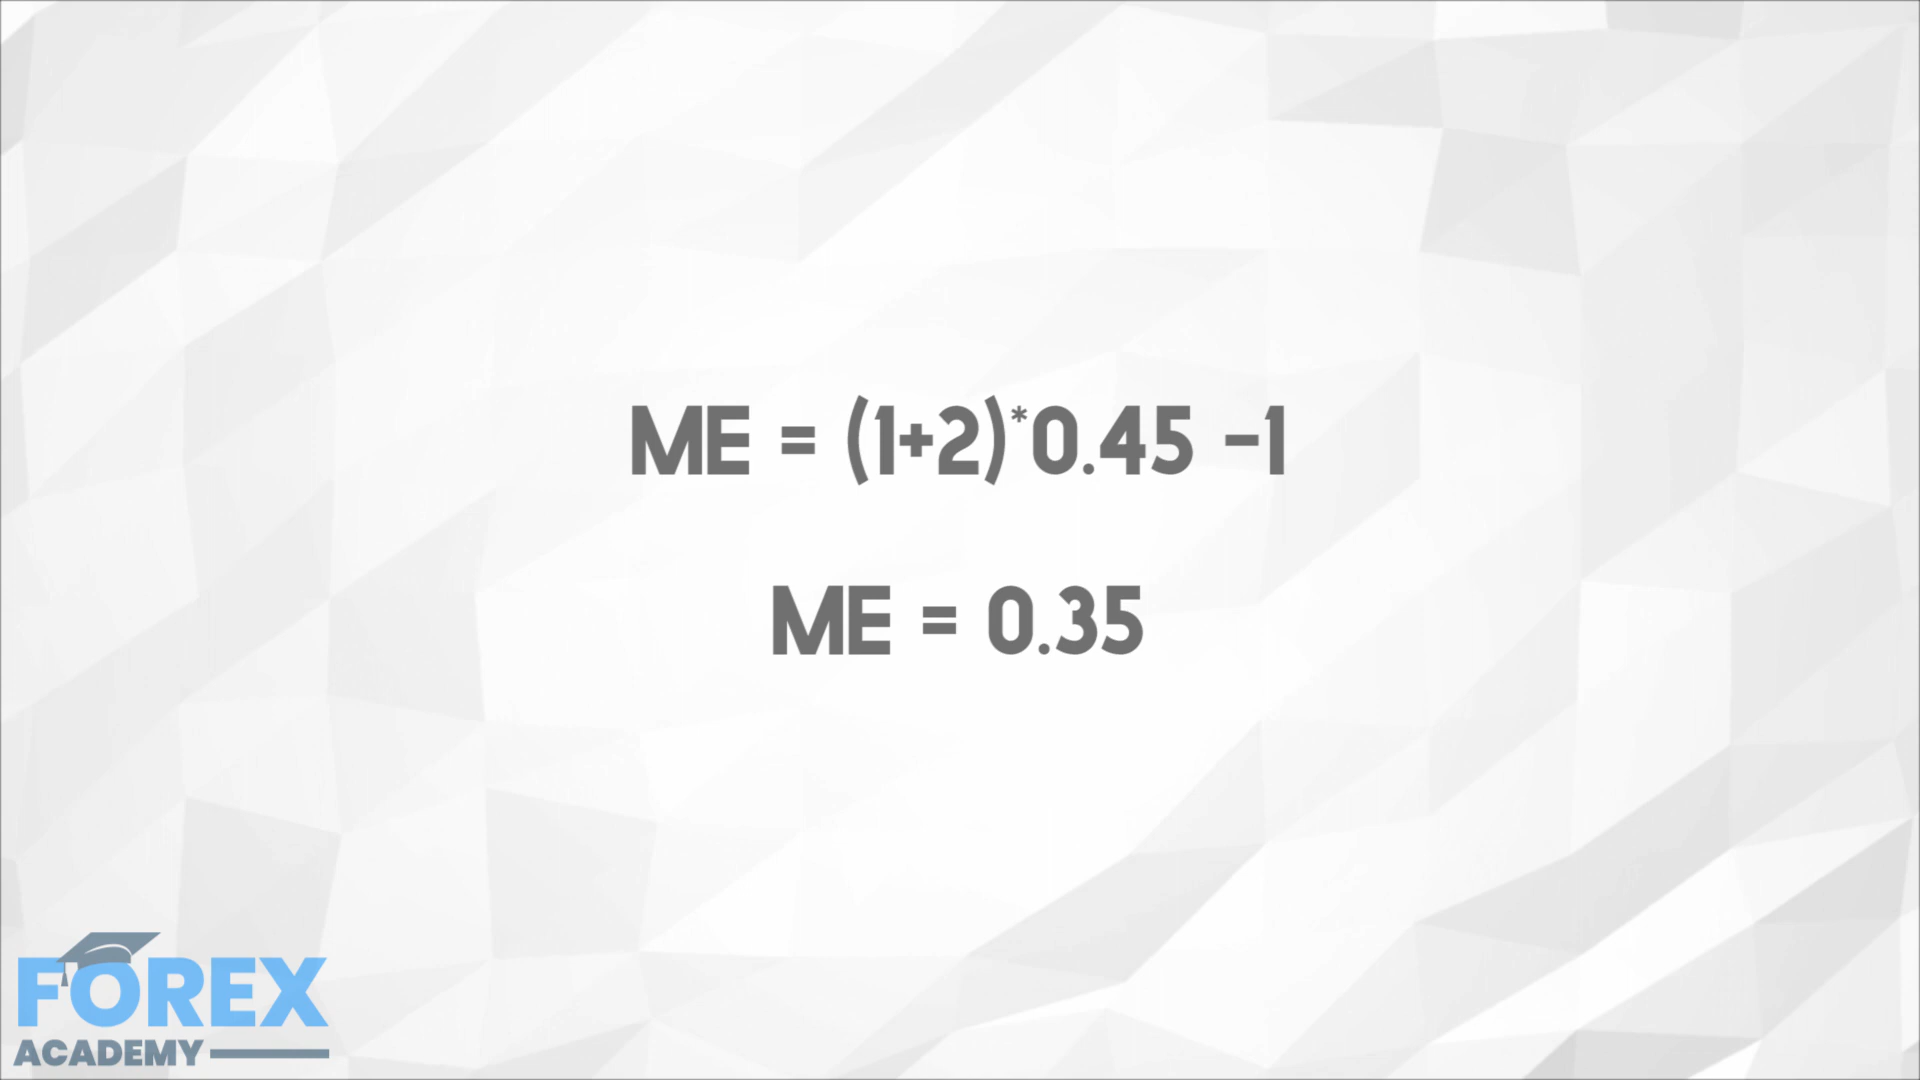 ME = (1+2)*0.45 -1
ME = 0.35
FOREX
ACADEMY